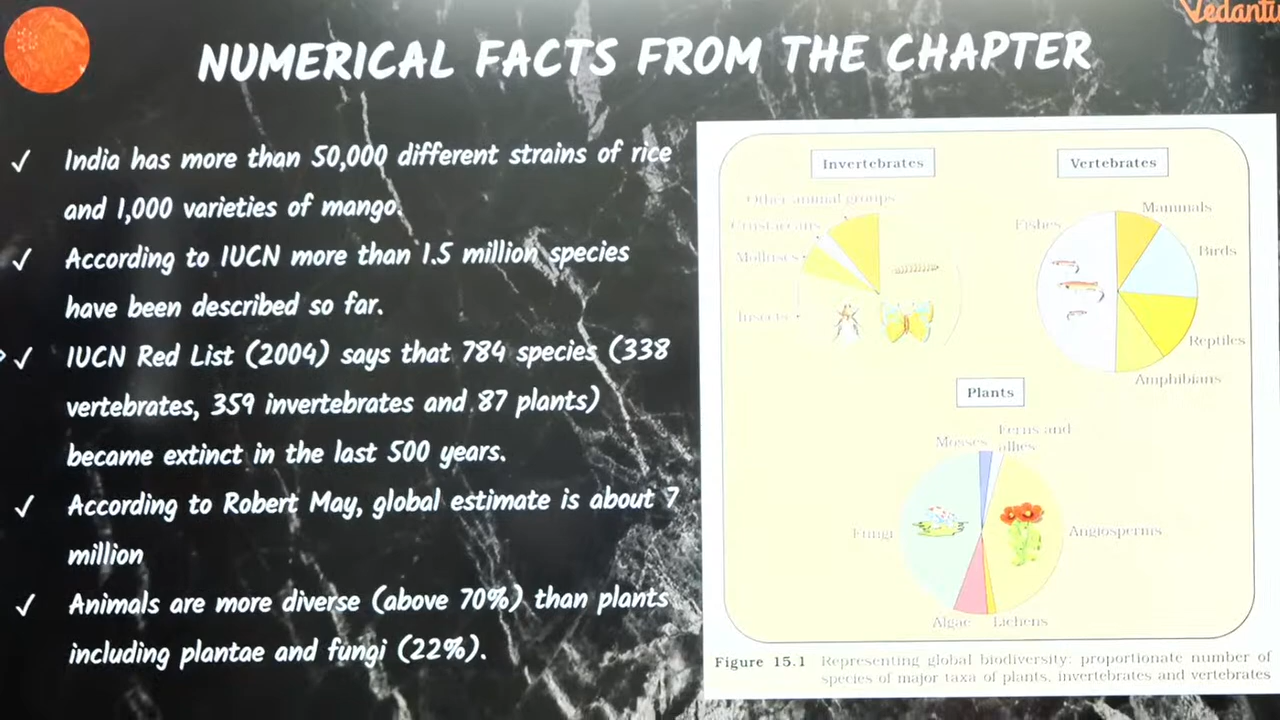 Vedantu
NUMERICAL FACTS FROM THE CHAPTER
✓ India has more than 50,000 different strains of rice
and 1,000 varieties of mango.
✓ According to IUCN more than 1.5 million species
have been described so far.
✓ IUCN Red List (2004) says that 784 species (338
vertebrates, 359 invertebrates and 87 plants)
became extinct in the last 500 years.
✓ According to Robert May, global estimate is about 7
million
✓ Animals are more diverse (above 70%) than plants
including plantae and fungi (22%).
Invertebrates
Other animal groups
Crustaceans
Molluscs
Insects
Vertebrates
Mammals
Fishes
Birds
Reptiles
Amphibians
Plants
Mosses
Ferns and
allies
Fungi
Angiosperms
Algae
Lichens
Figure 15.1 Representing global biodiversity: proportionate number of
species of major taxa of plants, invertebrates and vertebrates